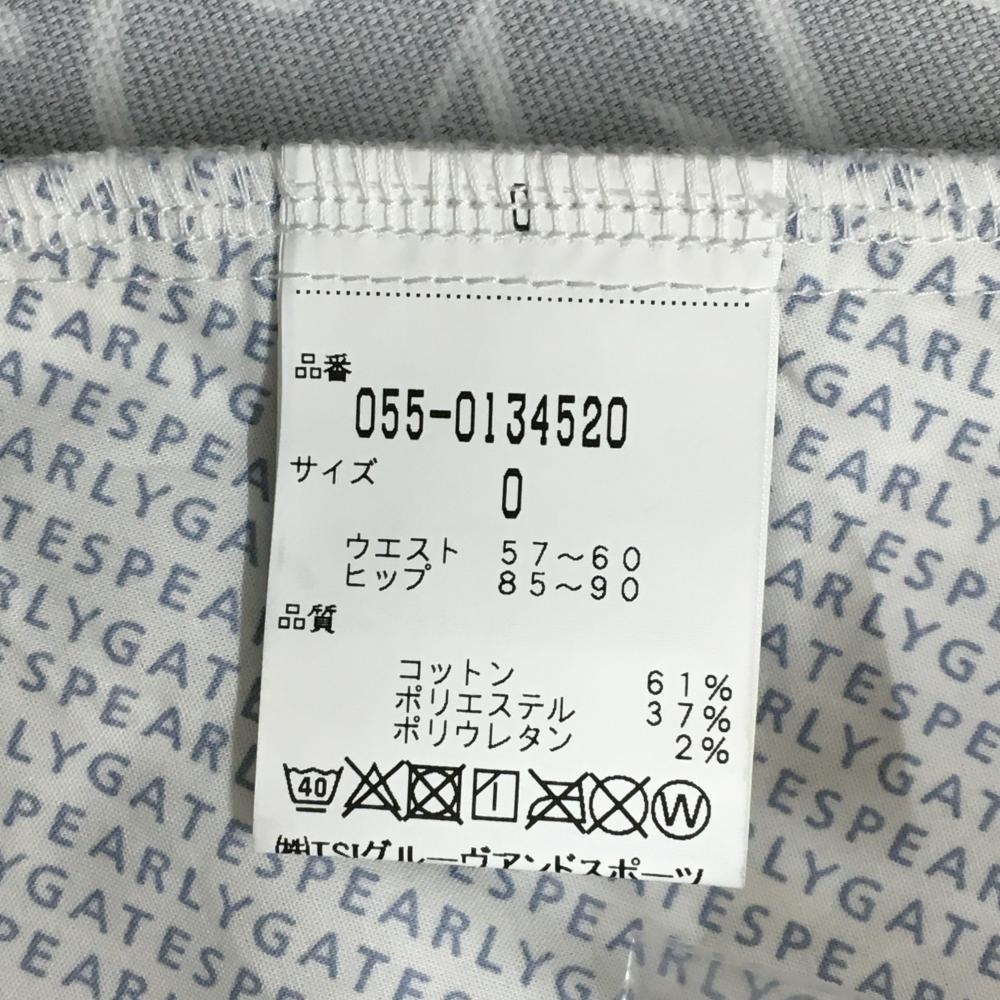 0
品番
055-0134520
サイズ
0
ウエスト 57~60
ヒップ 85~90
品質
コットン 61%
ポリエステル 37%
ポリウレタン 2%
40 W
㈱TSIグルーヴアンドスポーツ
PEARLYGATES